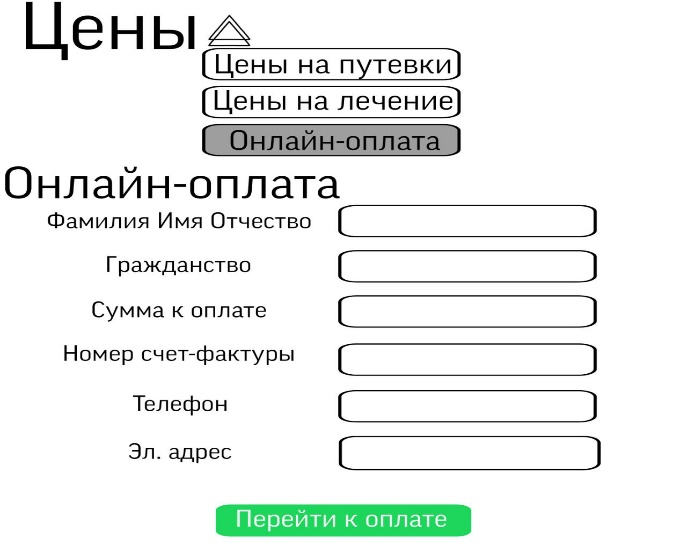 Цены
Цены на путевки
Цены на лечение
Онлайн-оплата
Онлайн-оплата
Фамилия Имя Отчество
Гражданство
Сумма к оплате
Номер счет-фактуры
Телефон
Эл. адрес
Перейти к оплате